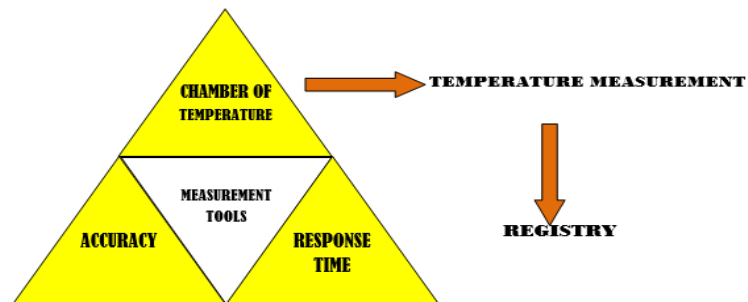 CHAMBER OF
TEMPERATURE
TEMPERATURE MEASUREMENT
MEASUREMENT
TOOLS
REGISTRY
ACCURACY
RESPONSE
TIME